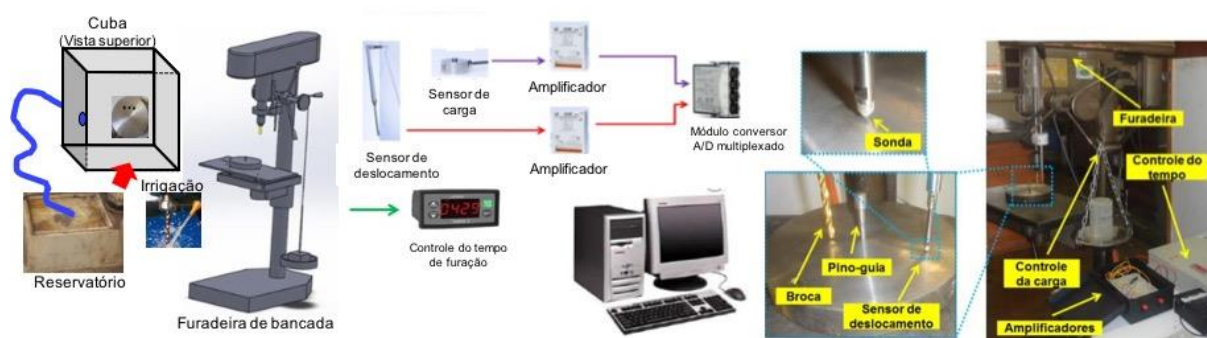 Cuba
(Vista superior)
Irrigação
Reservatório
Furadeira de bancada
Sensor de
carga
Amplificador
Sensor de
deslocamento
Amplificador
Módulo conversor
A/D multiplexado
Controle do tempo
de furação
Sonda
Broca
Pino-guia
Sensor de
deslocamento
Furadeira
Controle do
tempo
Controle
da carga
Amplificadores